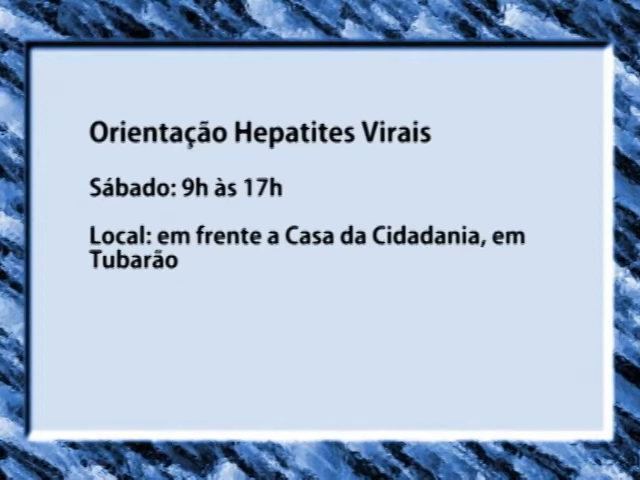 Orientação Hepatites Virais
Sábado: 9h às 17h
Local: em frente a Casa da Cidadania, em
Tubarão